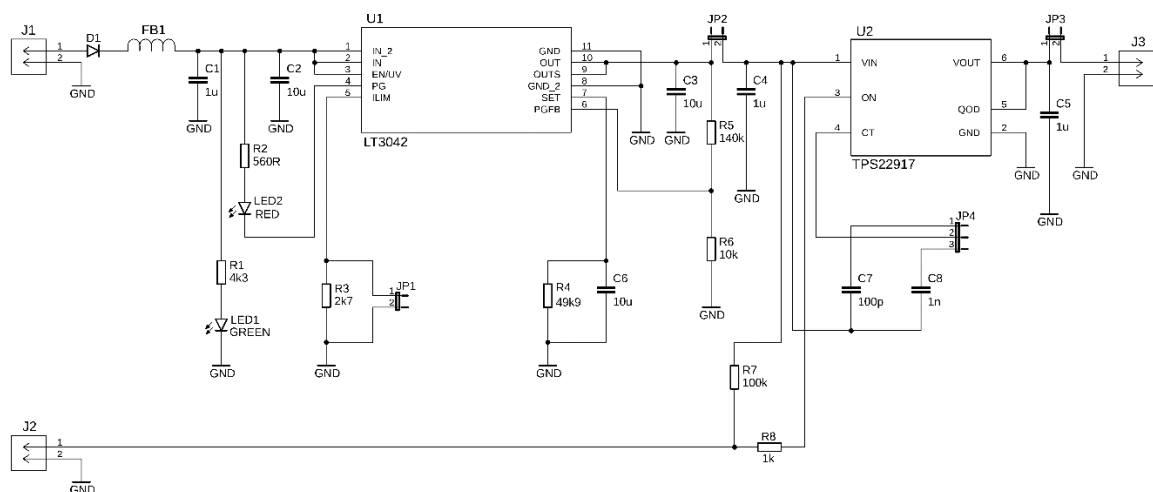 J1
1
2
GND
D1
FB1
C1
1u
GND
C2
10u
GND
R2
560R
LED2
RED
R1
4k3
LED1
GREEN
GND
U1
1 IN_2
2 IN
3 EN/UV
4 PG
5 ILIM
GND 11
OUT 10
OUTS 9
GND_2 8
SET 7
PGFB 6
LT3042
R3
2k7
GND
JP1
1
2
R4
49k9
GND
C6
10u
GND
C3
10u
GND
JP2
1
2
R5
140k
R6
10k
GND
C4
1u
GND
U2
1 VIN
3 ON
4 CT
VOUT 6
QOD 5
GND 2
TPS22917
GND
JP3
1
2
C5
1u
GND
J3
1
2
GND
JP4
1
2
3
C7
100p
C8
1n
R7
100k
R8
1k
J2
1
2
GND